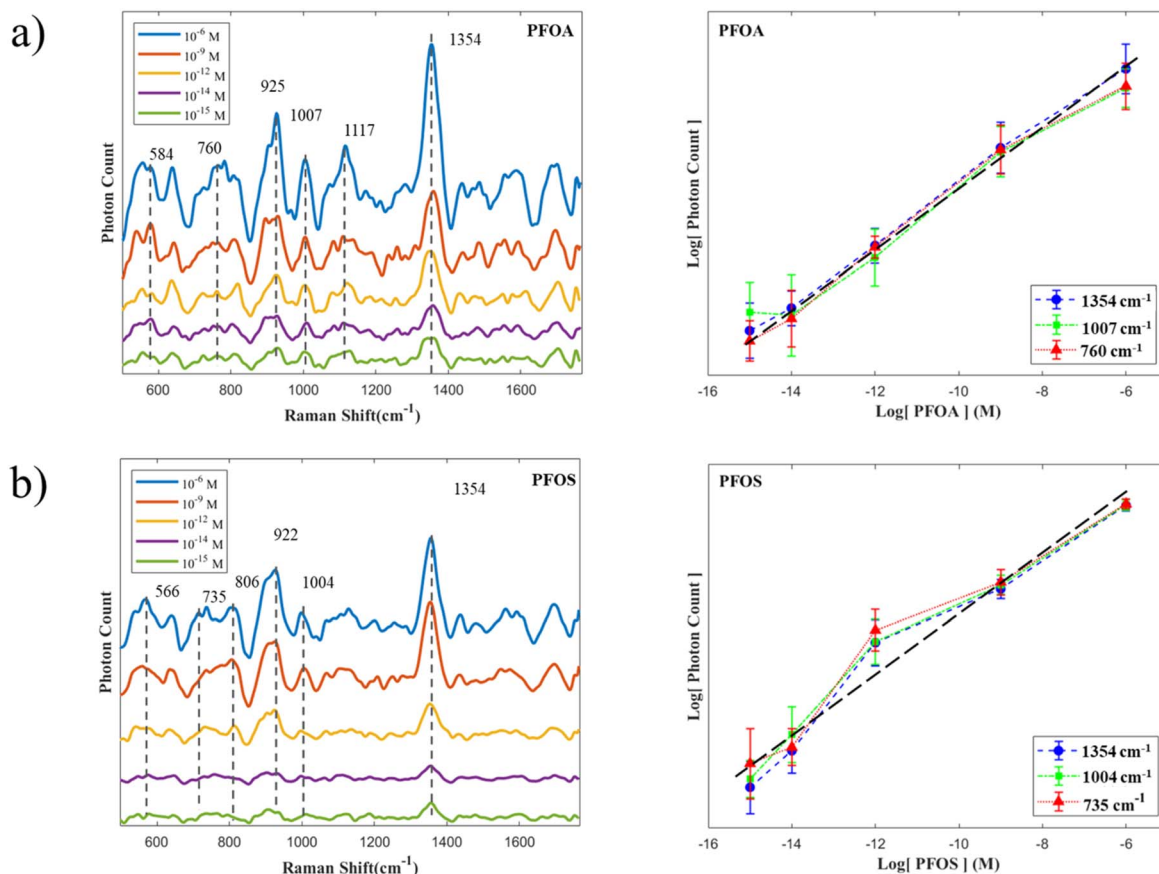 a)
PFOA
10⁻⁶ M
10⁻⁹ M
10⁻¹² M
10⁻¹⁴ M
10⁻¹⁵ M
584
760
925
1007
1117
1354
Photon Count
600 800 1000 1200 1400 1600
Raman Shift(cm⁻¹)
PFOA
Log[ Photon Count ]
1354 cm⁻¹
1007 cm⁻¹
760 cm⁻¹
-16 -14 -12 -10 -8 -6
Log[ PFOA ] (M)
b)
PFOS
10⁻⁶ M
10⁻⁹ M
10⁻¹² M
10⁻¹⁴ M
10⁻¹⁵ M
566
735
806
922
1004
1354
Photon Count
600 800 1000 1200 1400 1600
Raman Shift(cm⁻¹)
PFOS
Log[ Photon Count ]
1354 cm⁻¹
1004 cm⁻¹
735 cm⁻¹
-16 -14 -12 -10 -8 -6
Log[ PFOS ] (M)